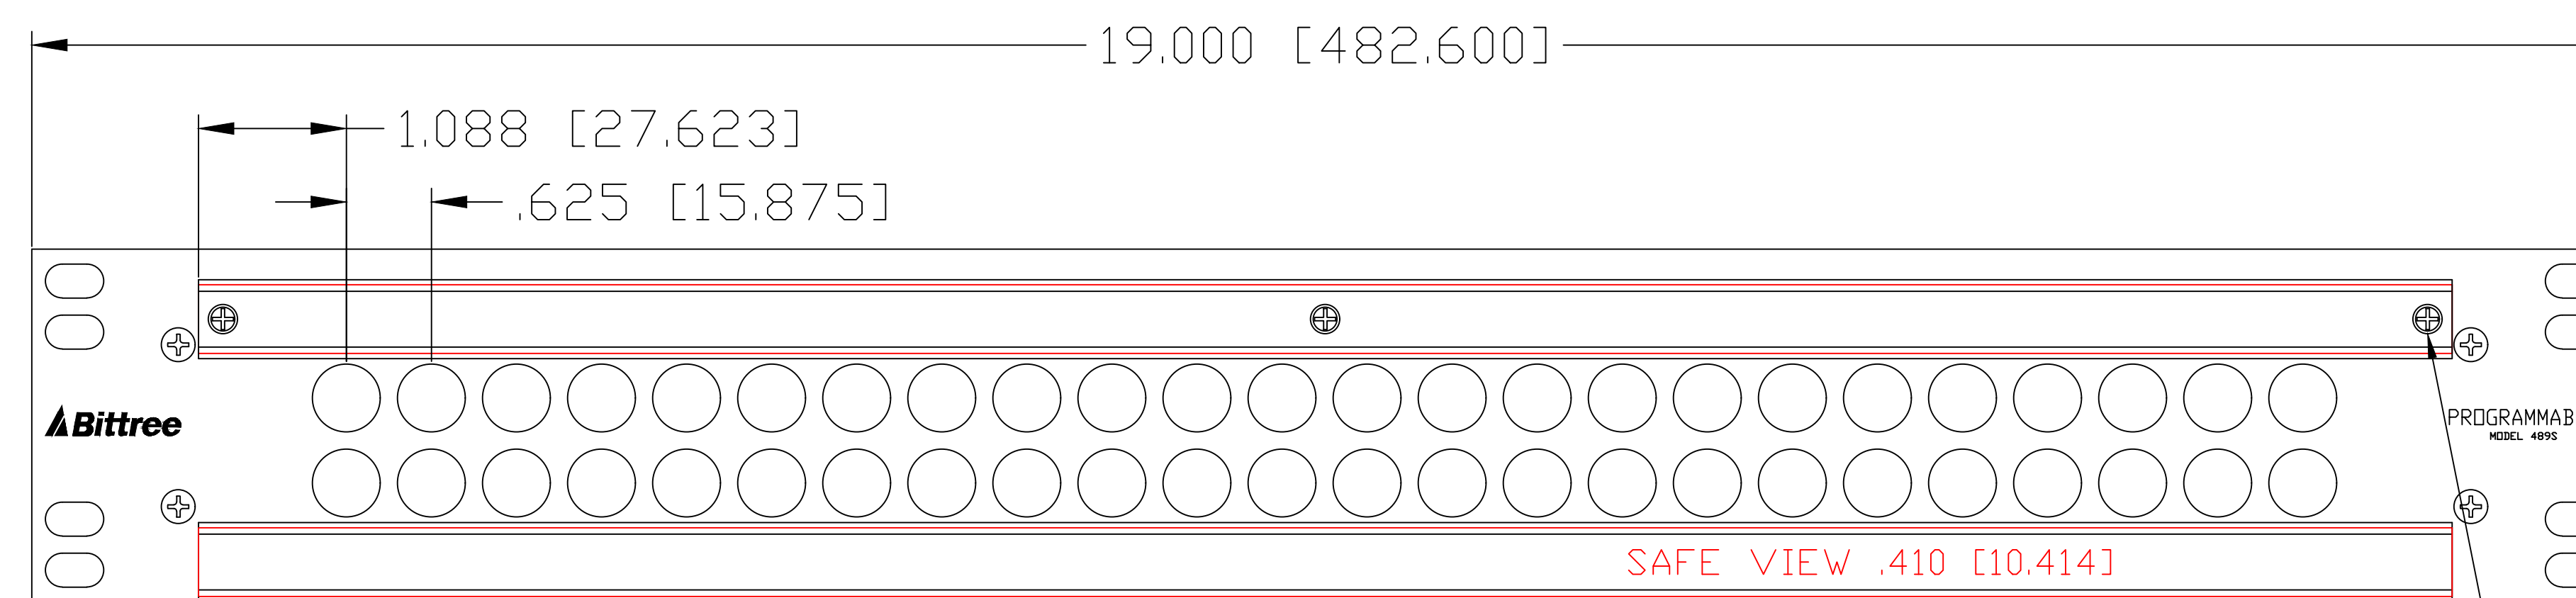 19.000 [482.600]
1.088 [27.623]
.625 [15.875]
Bittree
PROGRAMMAB
MODEL 489S
SAFE VIEW .410 [10.414]